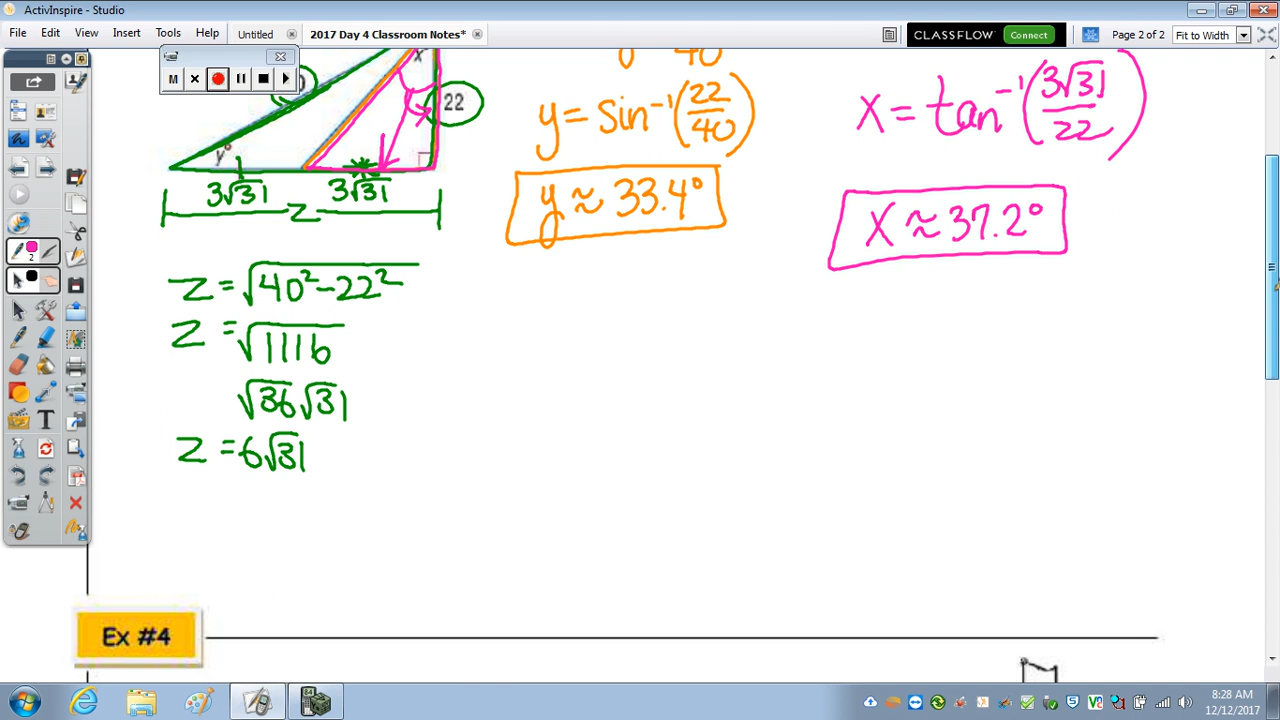 ActivInspire - Studio
File Edit View Insert Tools Help
Untitled
2017 Day 4 Classroom Notes*
CLASSFLOW
Connect
Page 2 of 2
Fit to Width
M
x
22
y°
3√31
3√31
z
z = √40²-22²
z = √1116
√36 √31
z = 6√31
40
y = sin⁻¹(22/40)
y ≈ 33.4°
x = tan⁻¹(3√31/22)
x ≈ 37.2°
2
Ex #4
8:28 AM
12/12/2017